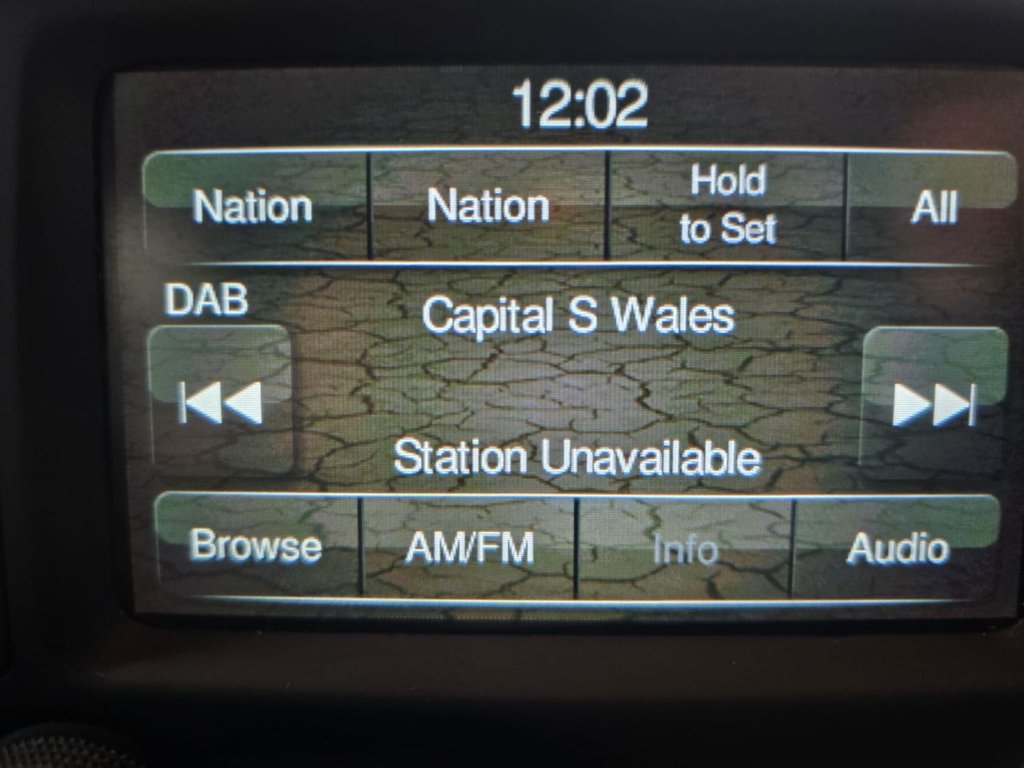 12:02
Nation
Nation
Hold
to Set
All
DAB
Capital S Wales
Station Unavailable
Browse
AM/FM
Info
Audio